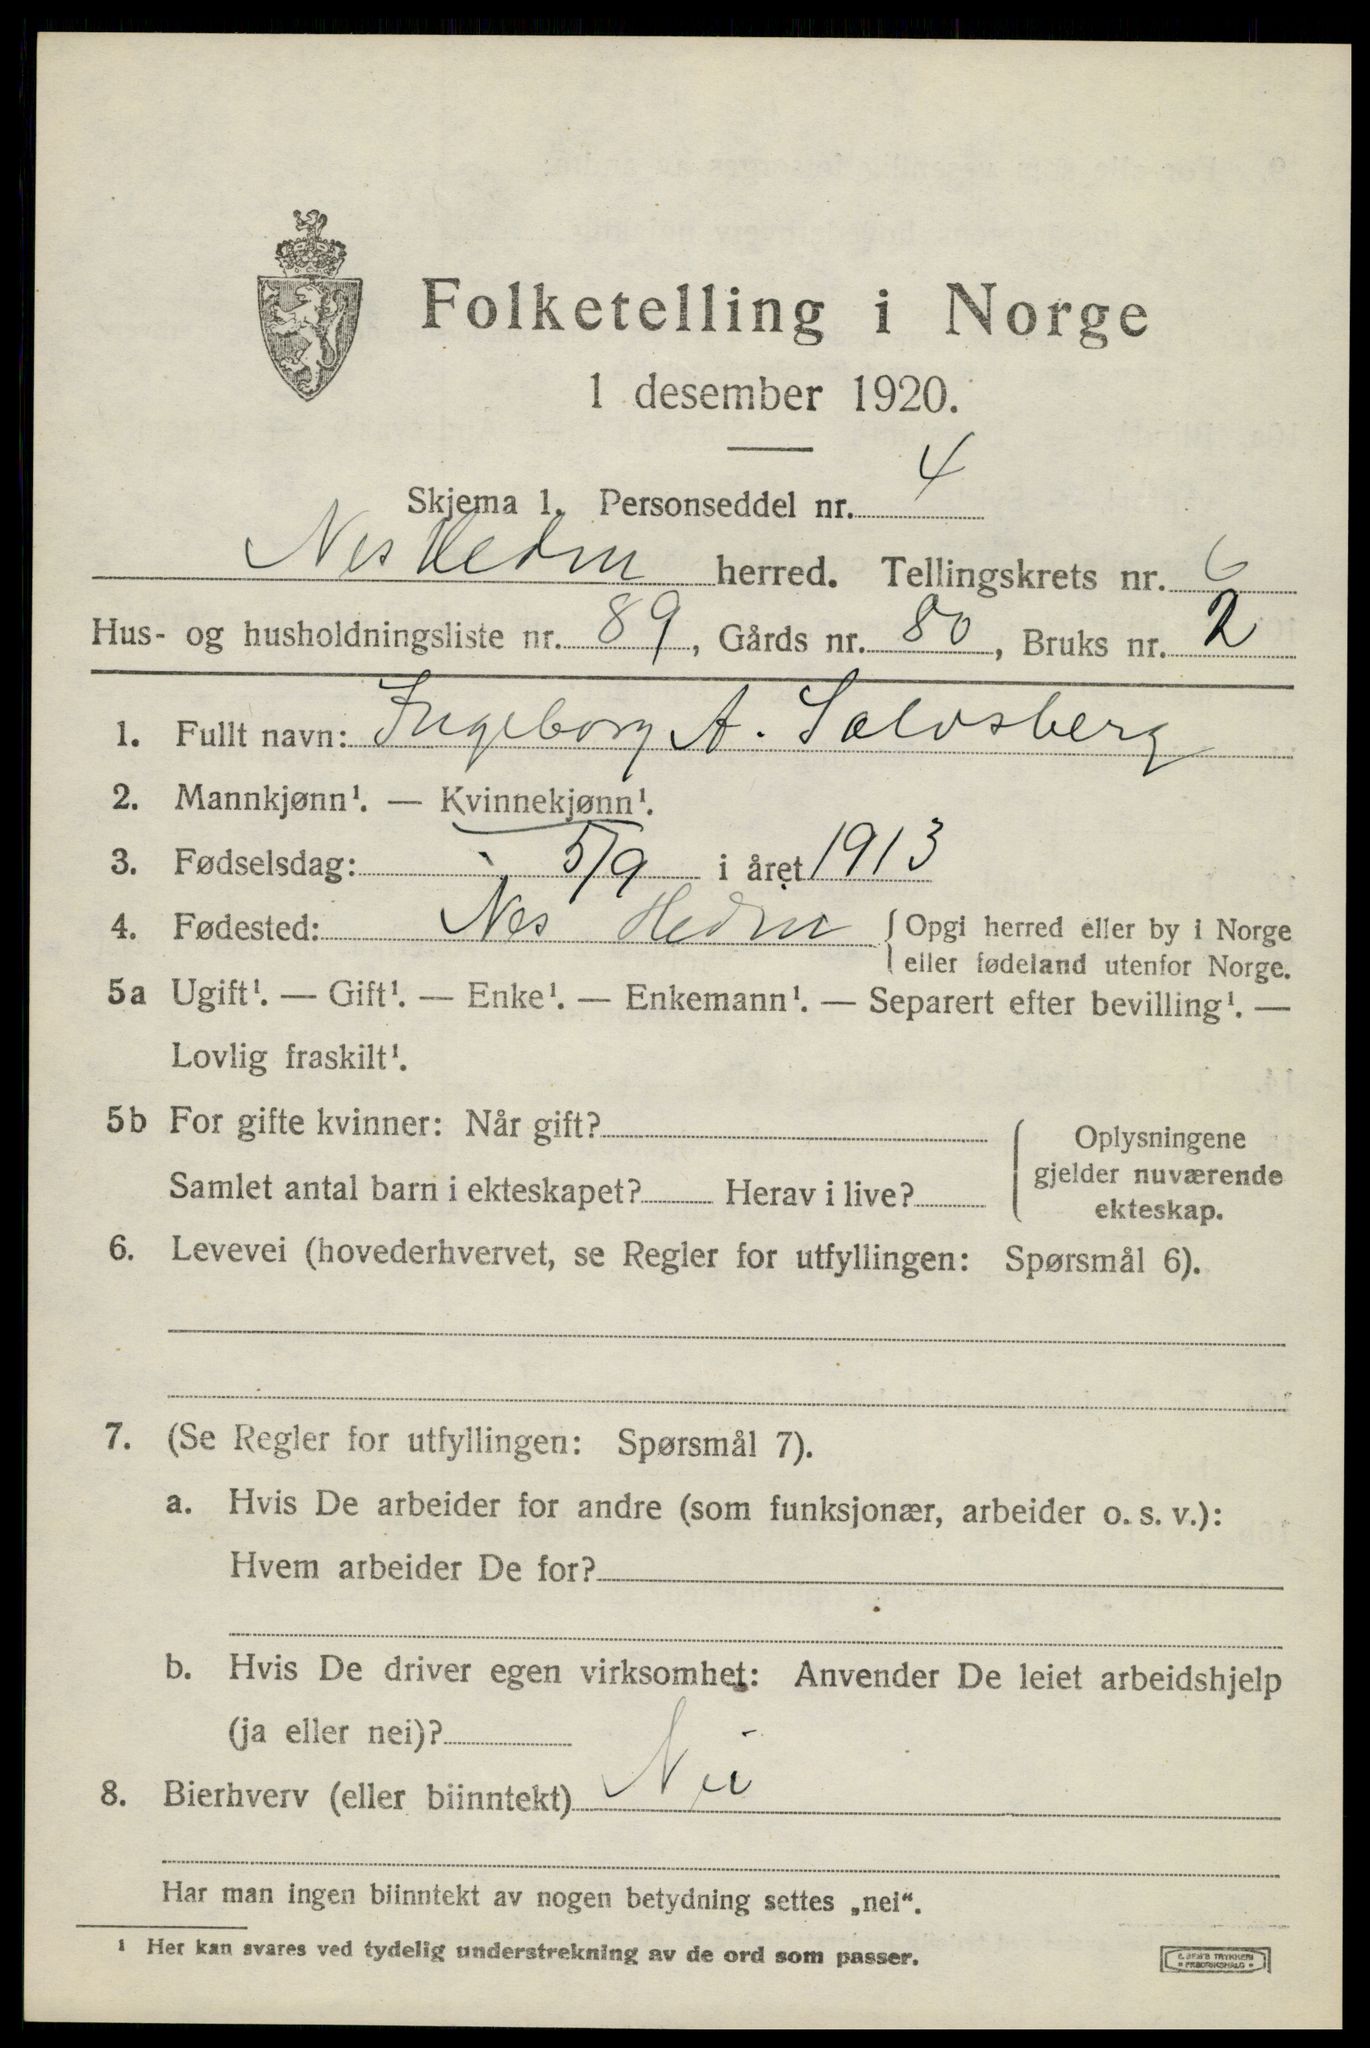 Folketelling i Norge
1 desember 1920.
Skjema 1. Personseddel nr. 4
Nes Hedm herred. Tellingskrets nr. 6
Hus- og husholdningsliste nr. 89, Gårds nr. 80, Bruks nr. 2
1. Fullt navn: Ingeborg A. Solvsberg
2. Mannkjønn¹. — Kvinnekjønn¹.
3. Fødselsdag: 5/9 i året 1913
4. Fødested: Nes Hedm { Opgi herred eller by i Norge
eller fødeland utenfor Norge.
5a Ugift¹. — Gift¹. — Enke¹. — Enkemann¹. — Separert efter bevilling¹. —
Lovlig fraskilt¹.
5b For gifte kvinner: Når gift?
Samlet antal barn i ekteskapet? Herav i live?
Oplysningene
gjelder nuværende
ekteskap.
6. Levevei (hovederhvervet, se Regler for utfyllingen: Spørsmål 6).
7. (Se Regler for utfyllingen: Spørsmål 7).
a. Hvis De arbeider for andre (som funksjonær, arbeider o. s. v.):
Hvem arbeider De for?
b. Hvis De driver egen virksomhet: Anvender De leiet arbeidshjelp
(ja eller nei)?
8. Bierhverv (eller biinntekt) Nei
Har man ingen biinntekt av nogen betydning settes „nei“.
¹ Her kan svares ved tydelig understrekning av de ord som passer.